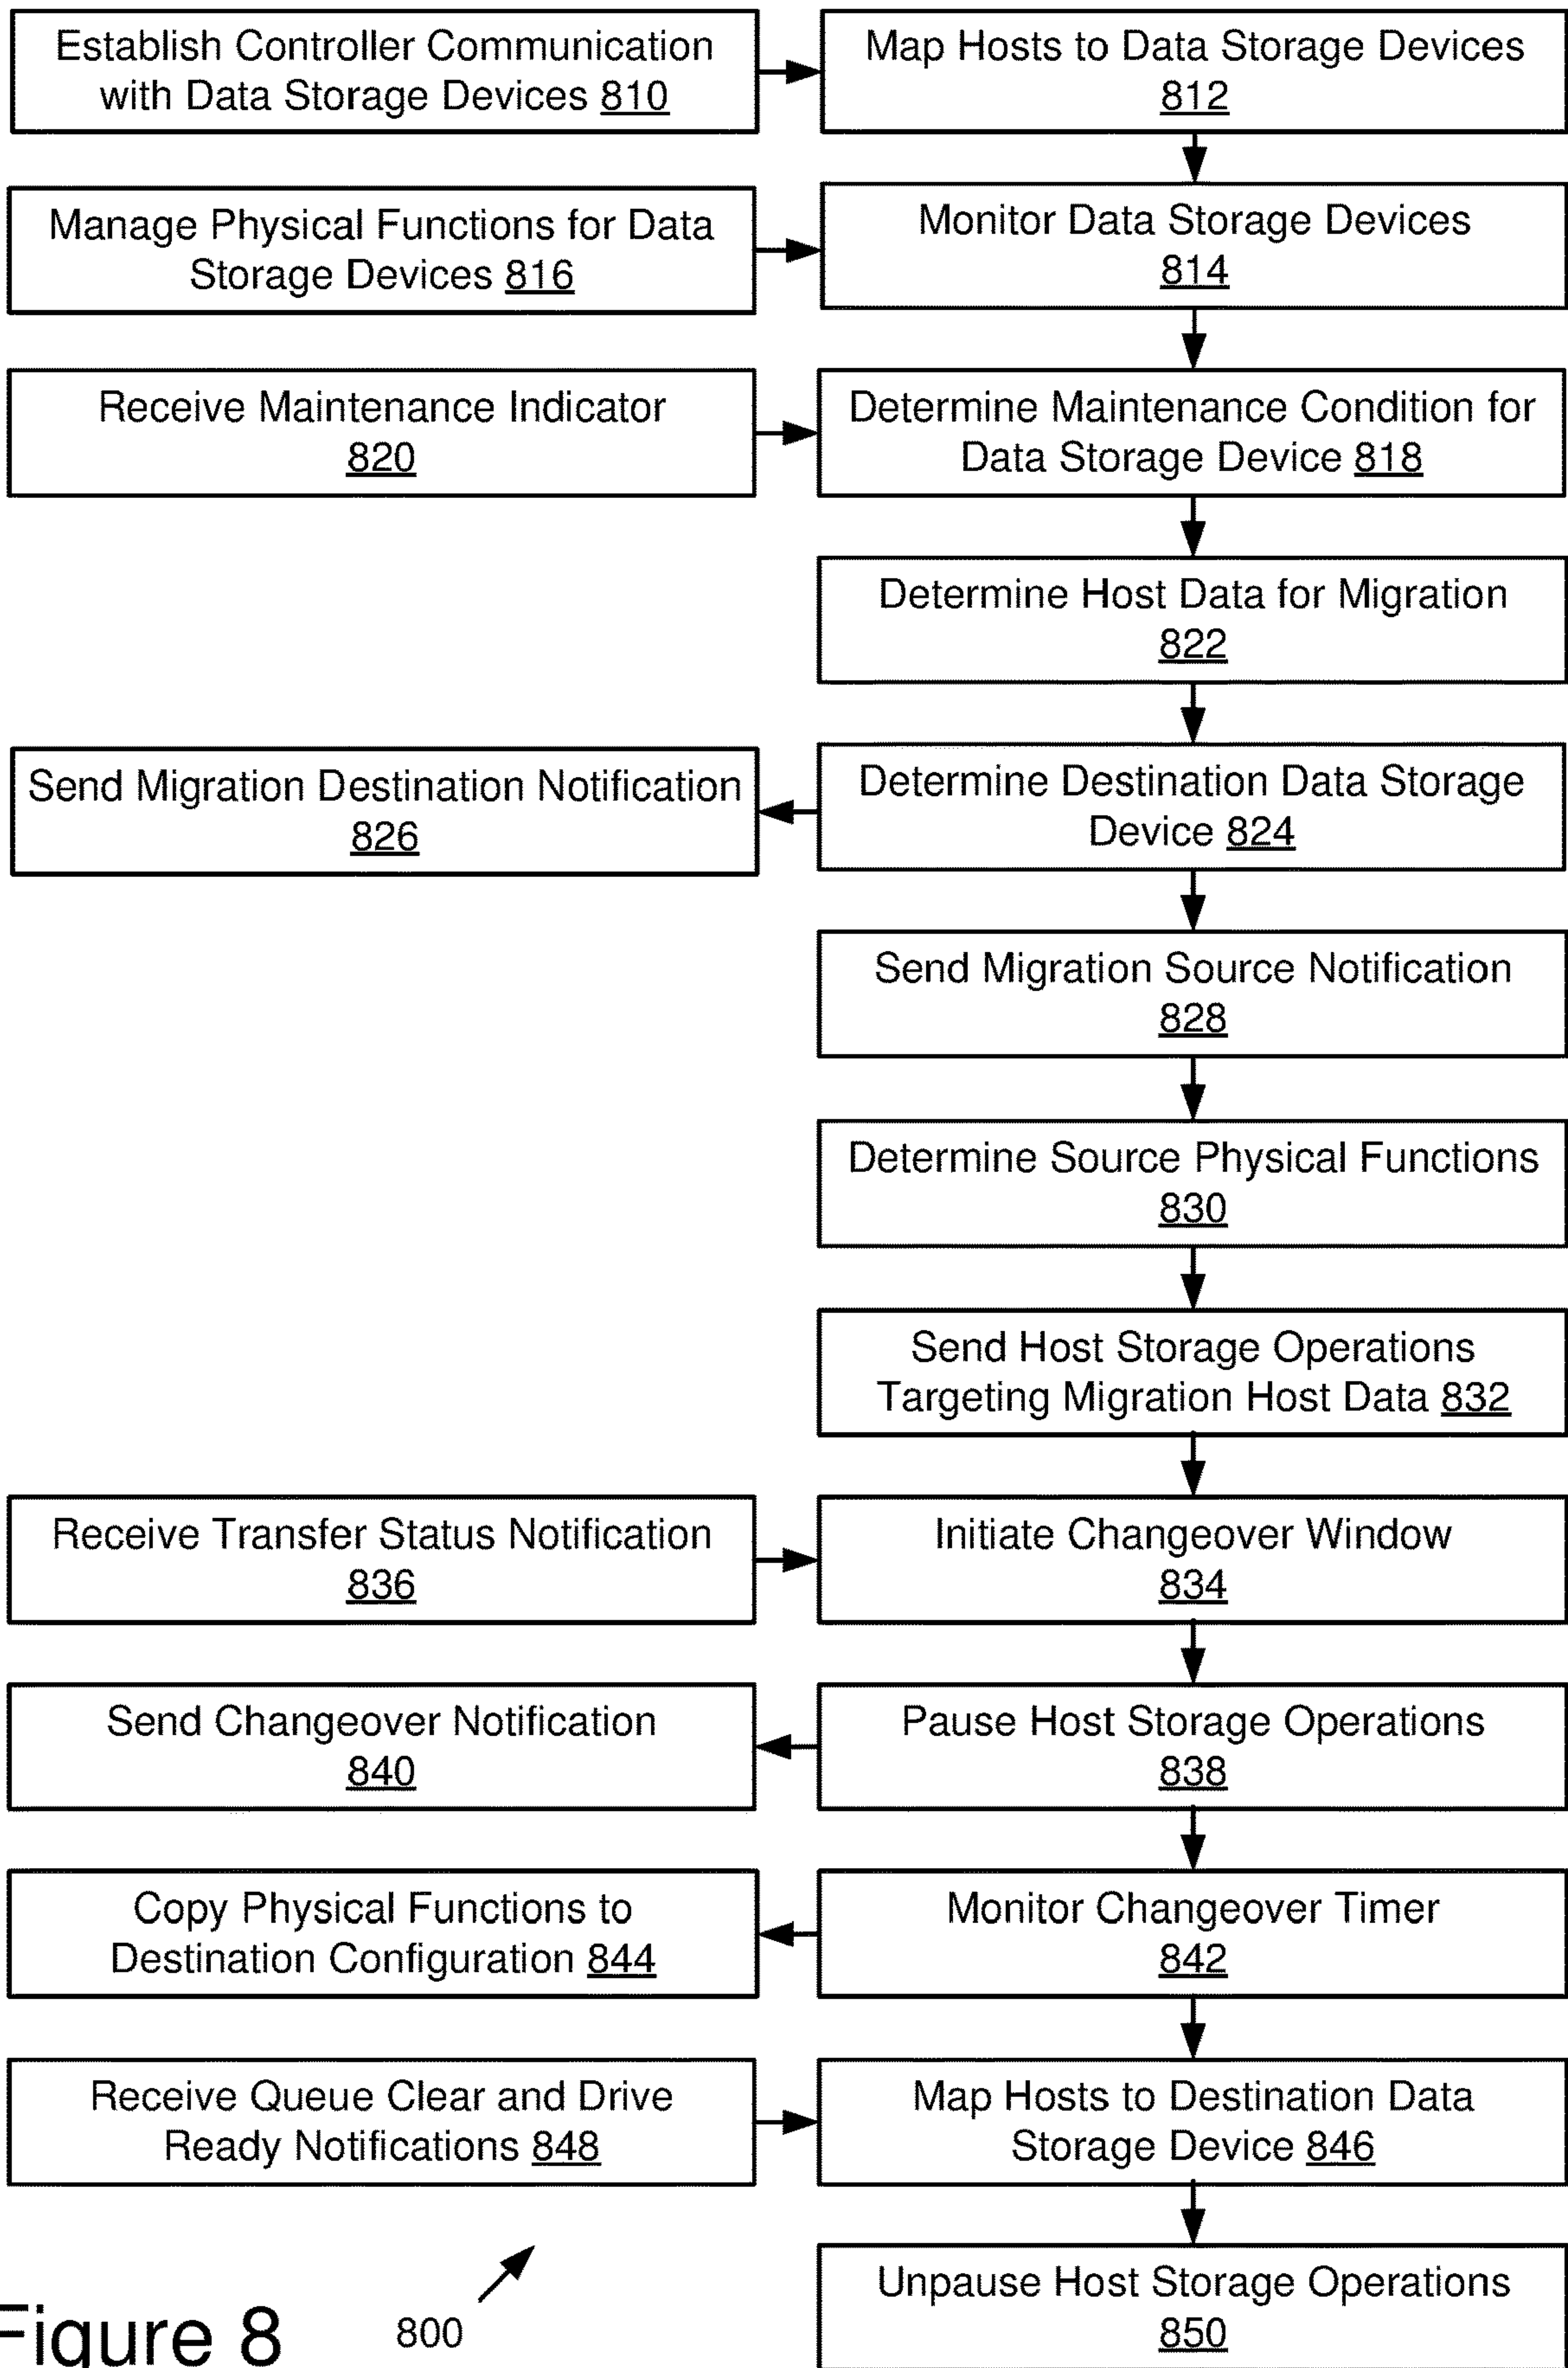 Establish Controller Communication
with Data Storage Devices 810
Map Hosts to Data Storage Devices
812
Manage Physical Functions for Data
Storage Devices 816
Monitor Data Storage Devices
814
Receive Maintenance Indicator
820
Determine Maintenance Condition for
Data Storage Device 818
Determine Host Data for Migration
822
Send Migration Destination Notification
826
Determine Destination Data Storage
Device 824
Send Migration Source Notification
828
Determine Source Physical Functions
830
Send Host Storage Operations
Targeting Migration Host Data 832
Receive Transfer Status Notification
836
Initiate Changeover Window
834
Send Changeover Notification
840
Pause Host Storage Operations
838
Copy Physical Functions to
Destination Configuration 844
Monitor Changeover Timer
842
Receive Queue Clear and Drive
Ready Notifications 848
Map Hosts to Destination Data
Storage Device 846
Unpause Host Storage Operations
850
Figure 8
800